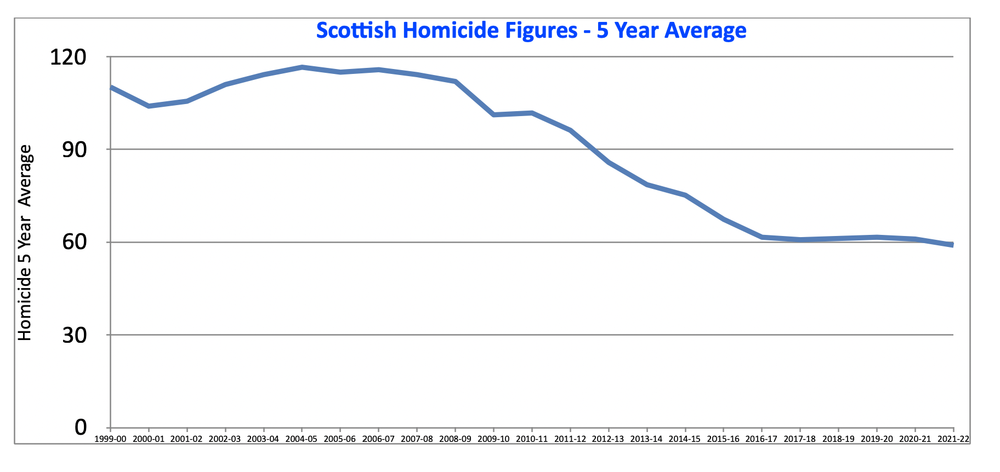 Scottish Homicide Figures - 5 Year Average
Homicide 5 Year  Average
120
90
60
30
0
1999-00 2000-01 2001-02 2002-03 2003-04 2004-05 2005-06 2006-07 2007-08 2008-09 2009-10 2010-11 2011-12 2012-13 2013-14 2014-15 2015-16 2016-17 2017-18 2018-19 2019-20 2020-21 2021-22